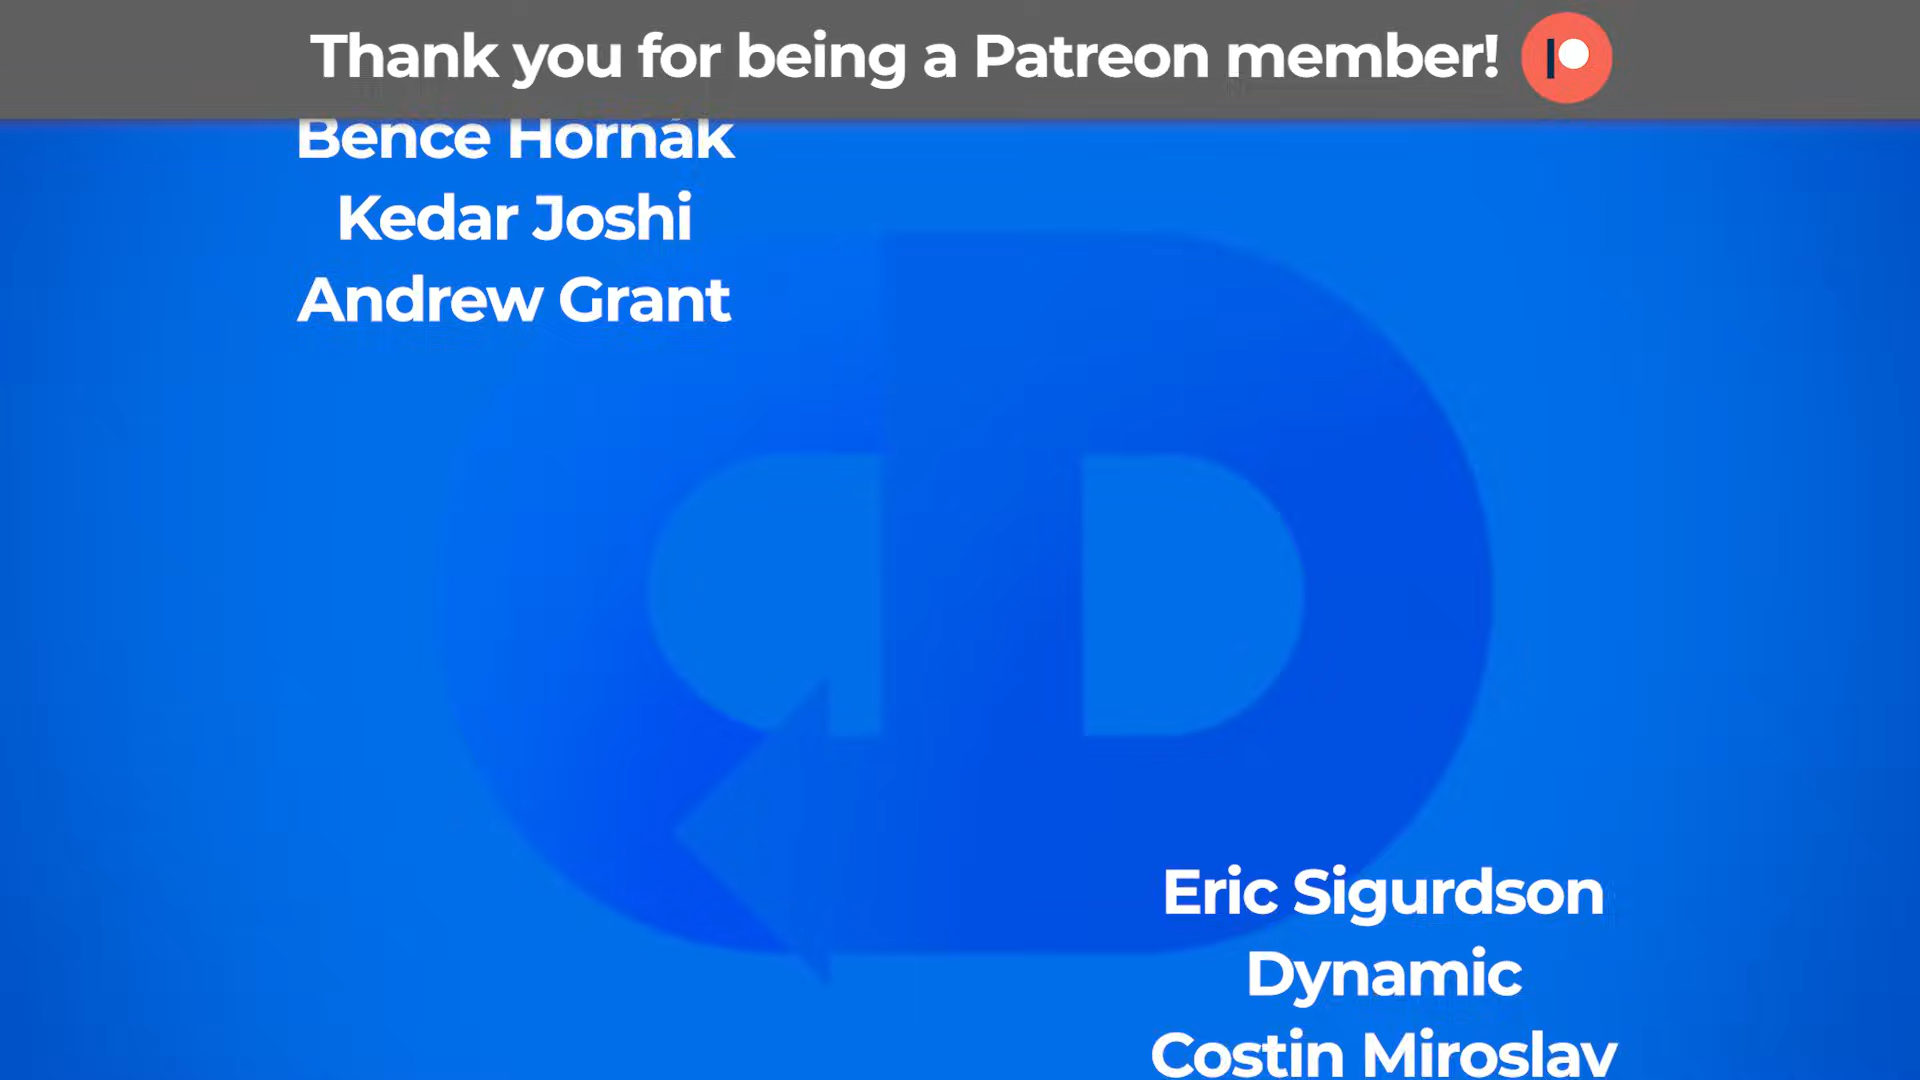 Thank you for being a Patreon member!
Bence Hornák
Kedar Joshi
Andrew Grant
Eric Sigurdson
Dynamic
Costin Miroslav